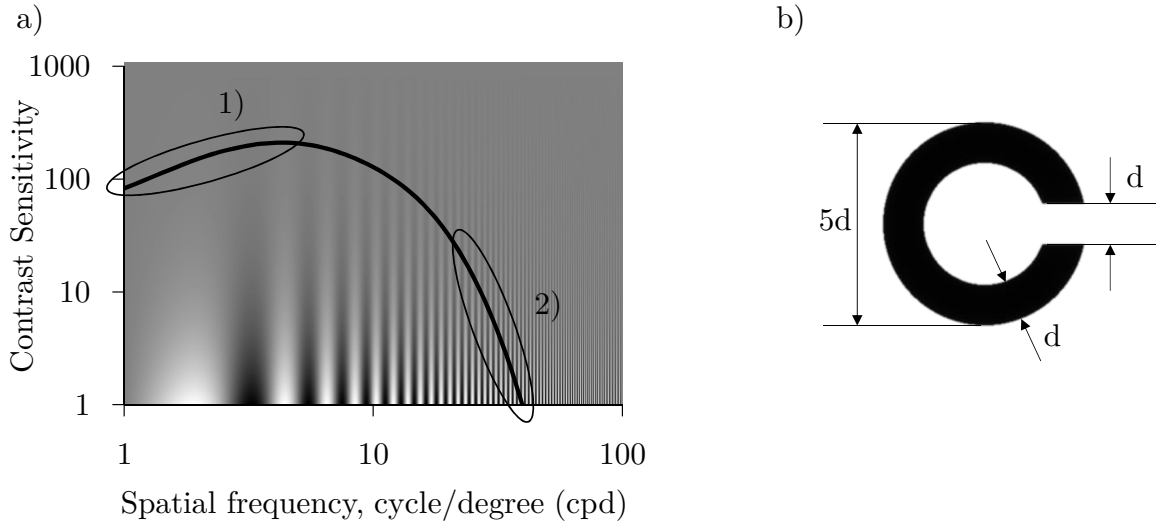 a)
1000
100
10
1
Contrast Sensitivity
1)
2)
1
10
100
Spatial frequency, cycle/degree (cpd)
b)
5d
d
d